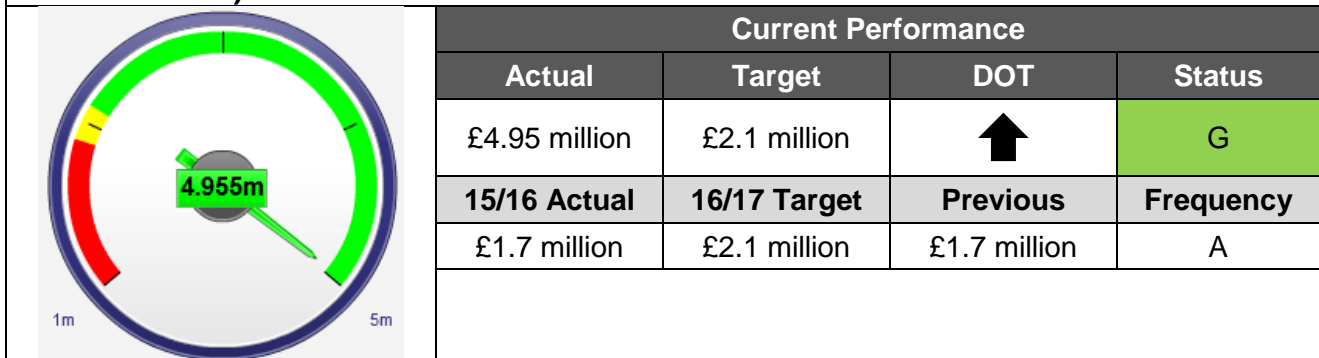 Current Performance
Actual Target DOT Status
£4.95 million £2.1 million G
4.955m
15/16 Actual 16/17 Target Previous Frequency
£1.7 million £2.1 million £1.7 million A
1m 5m